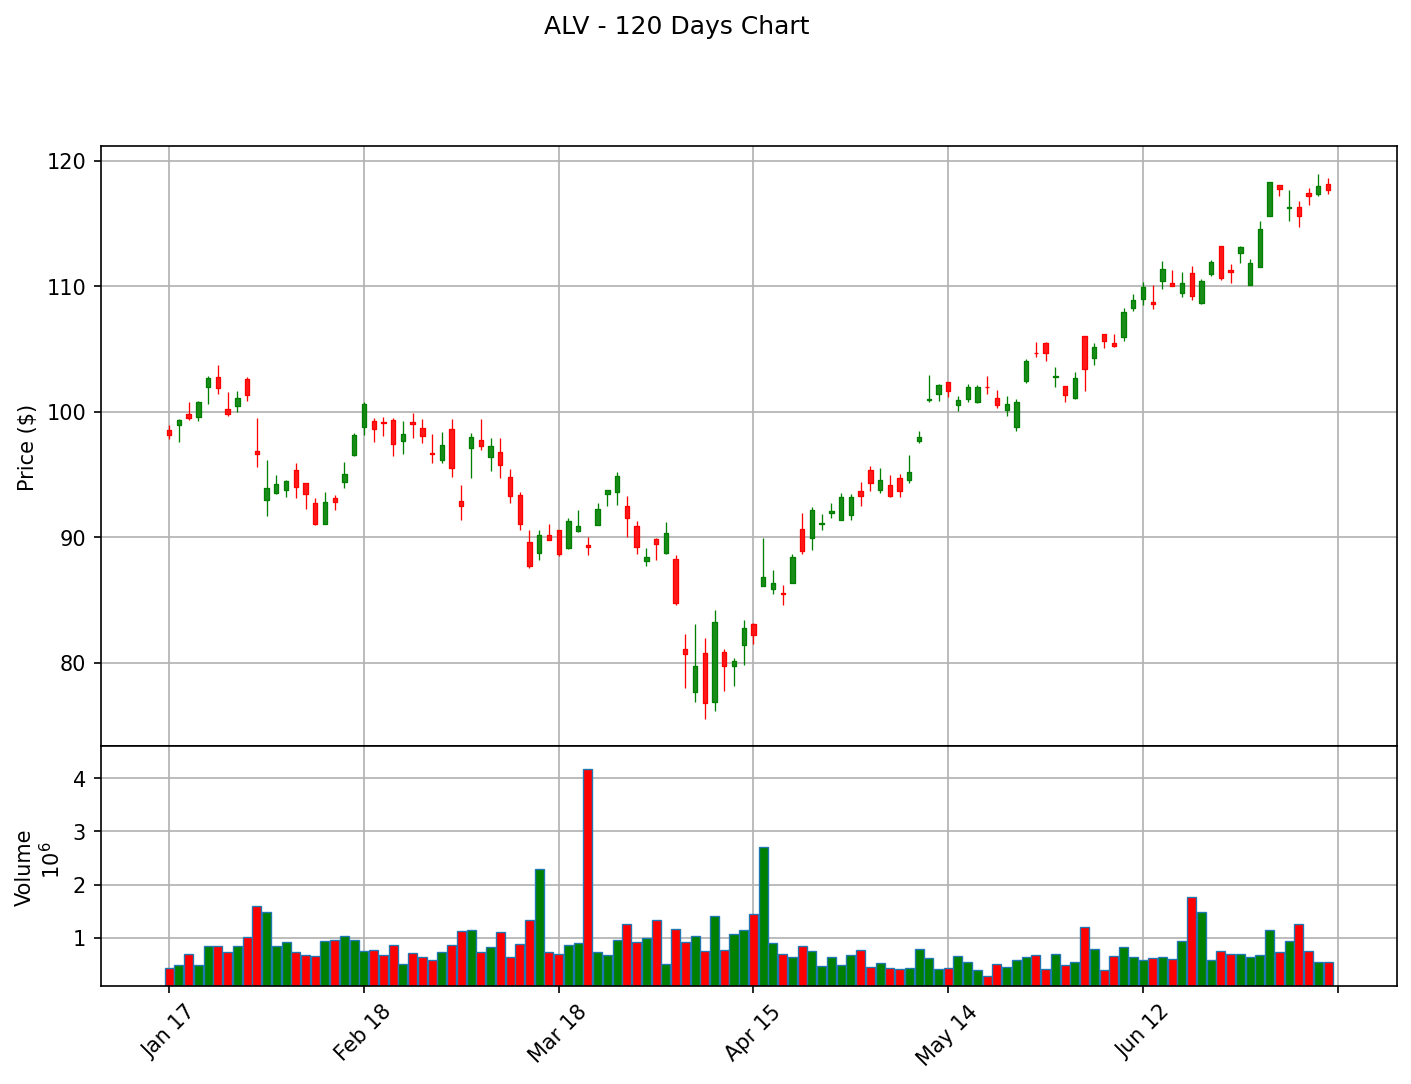 ALV - 120 Days Chart
120
110
100
90
80
Price ($)
4
3
2
1
Volume
10⁶
Jan 17
Feb 18
Mar 18
Apr 15
May 14
Jun 12